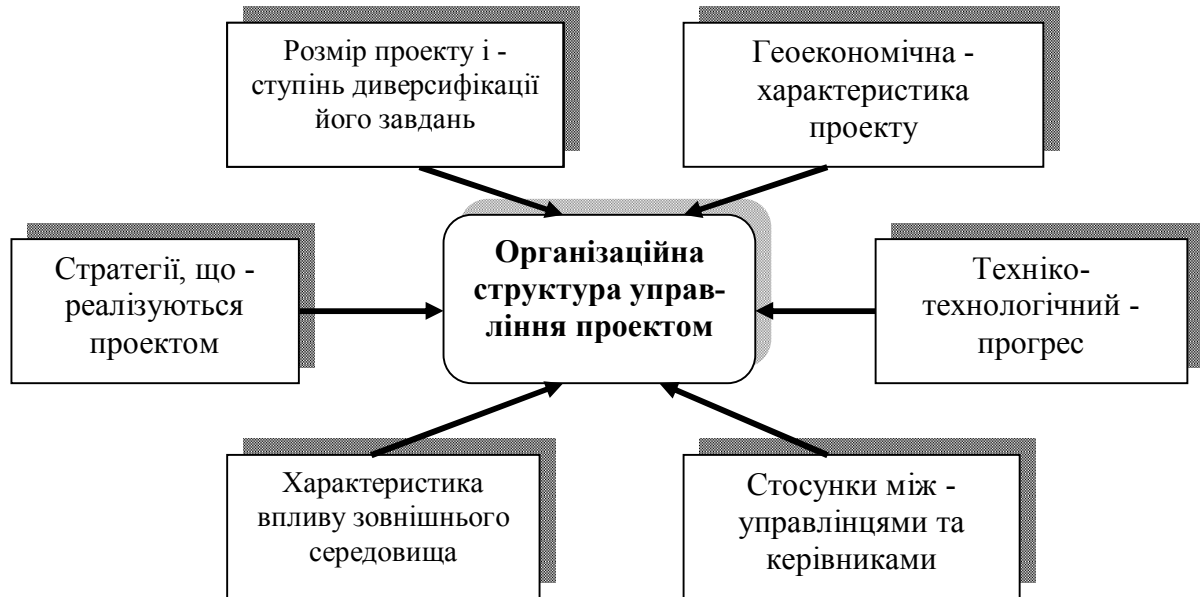 Розмір проекту і -
ступінь диверсифікації
його завдань
Геоекономічна -
характеристика
проекту
Стратегії, що -
реалізуються
проектом
Організаційна
структура управ-
ління проектом
Техніко-
технологічний -
прогрес
Характеристика
впливу зовнішнього
середовища
Стосунки між -
управлінцями та
керівниками